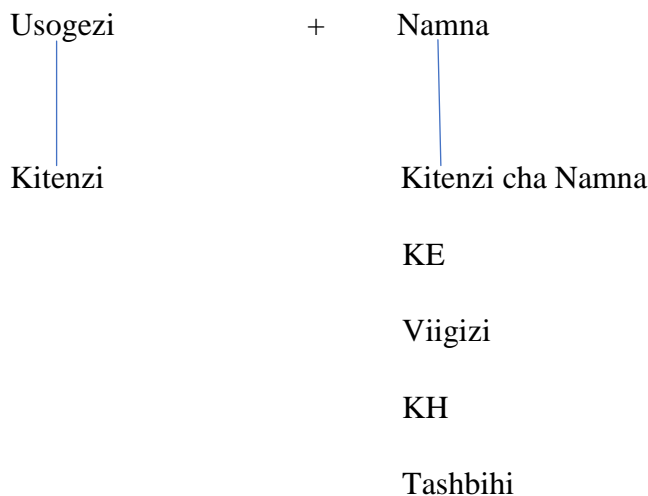 Usogezi + Namna
Kitenzi Kitenzi cha Namna
KE
Viigizi
KH
Tashbihi